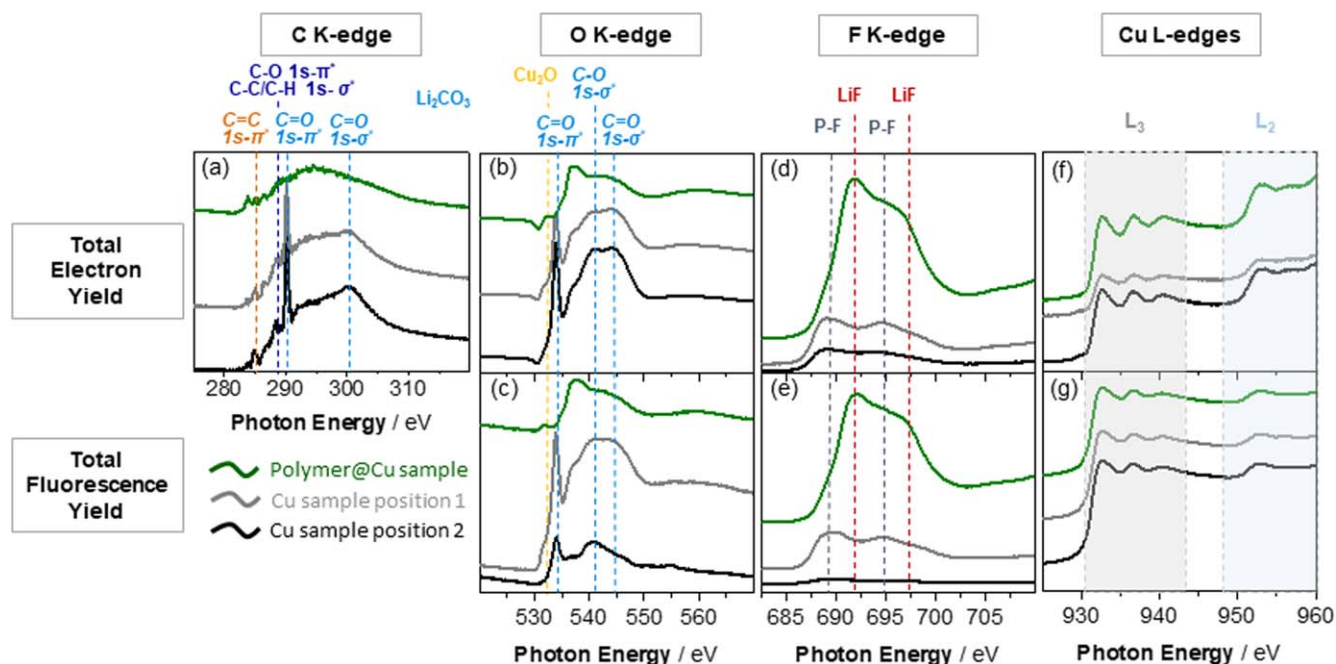 C K-edge
O K-edge
F K-edge
Cu L-edges
C-O 1s-π*
C-C/C-H 1s- σ*
Li₂CO₃
C=C
1s-π*
C=O
1s-π*
C=O
1s-σ*
Cu₂O
C-O
1s-σ*
C=O
1s-π*
C=O
1s-σ*
LiF
LiF
P-F
P-F
L₃
L₂
Total
Electron
Yield
(a)
(b)
(d)
(f)
280 290 300 310
Photon Energy / eV
Total
Fluorescence
Yield
Polymer@Cu sample
Cu sample position 1
Cu sample position 2
(c)
(e)
(g)
530 540 550 560
685 690 695 700 705
930 940 950 960
Photon Energy / eV
Photon Energy / eV
Photon Energy / eV